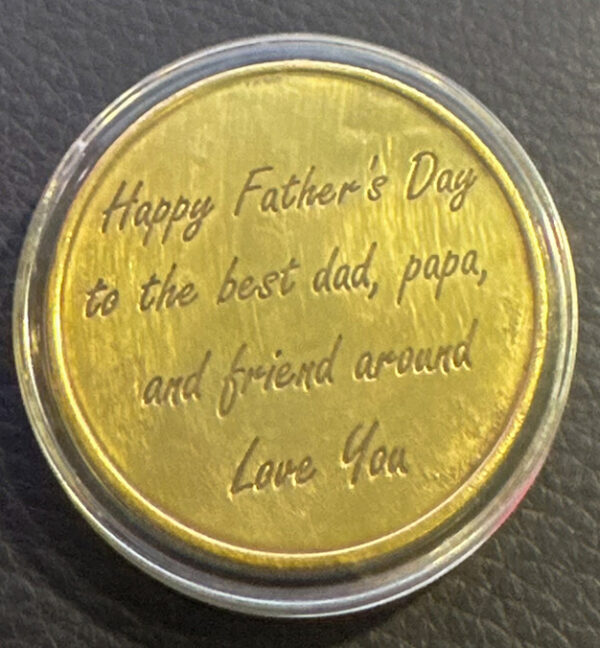 Happy Father's Day
to the best dad, papa,
and friend around
Love You